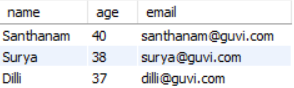 name age email
Santhanam 40 santhanam@guvi.com
Surya 38 surya@guvi.com
Dilli 37 dilli@guvi.com